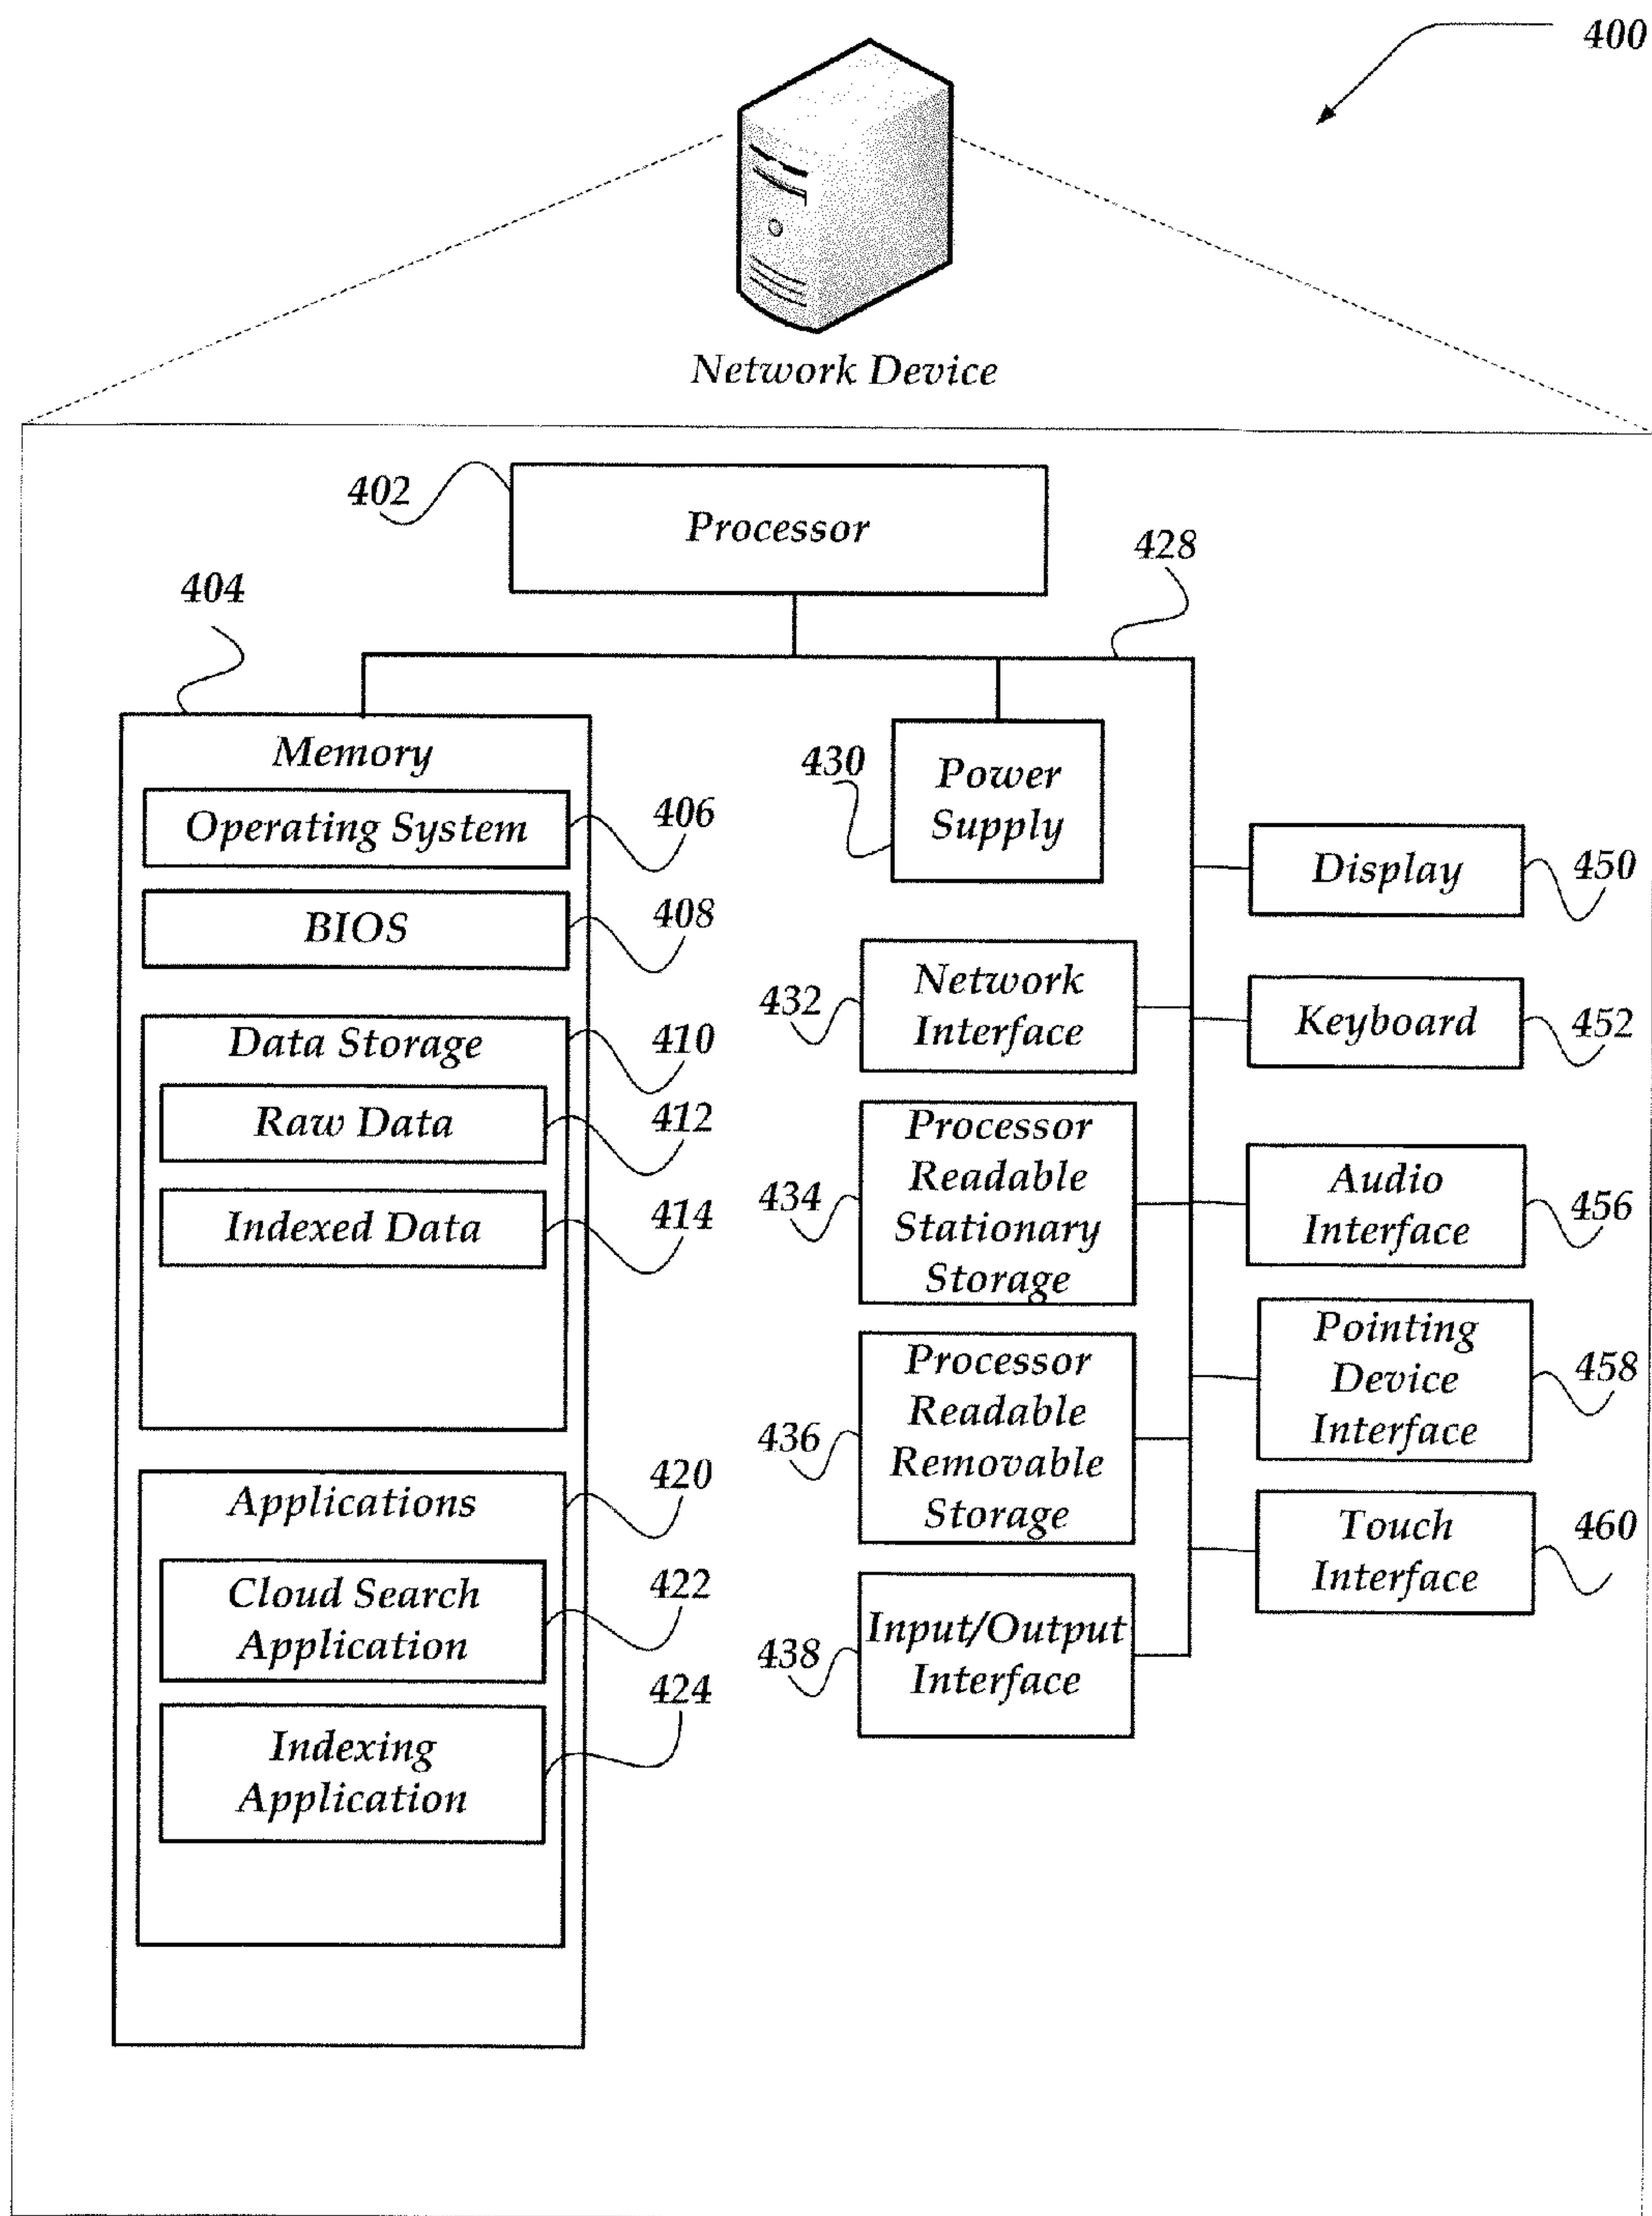 400
Network Device
402
Processor
428
404
Memory
Operating System
406
BIOS
408
Data Storage
410
Raw Data
412
Indexed Data
414
Applications
420
Cloud Search
Application
422
Indexing
Application
424
430
Power
Supply
432
Network
Interface
434
Processor
Readable
Stationary
Storage
436
Processor
Readable
Removable
Storage
438
Input/Output
Interface
Display
450
Keyboard
452
Audio
Interface
456
Pointing
Device
Interface
458
Touch
Interface
460